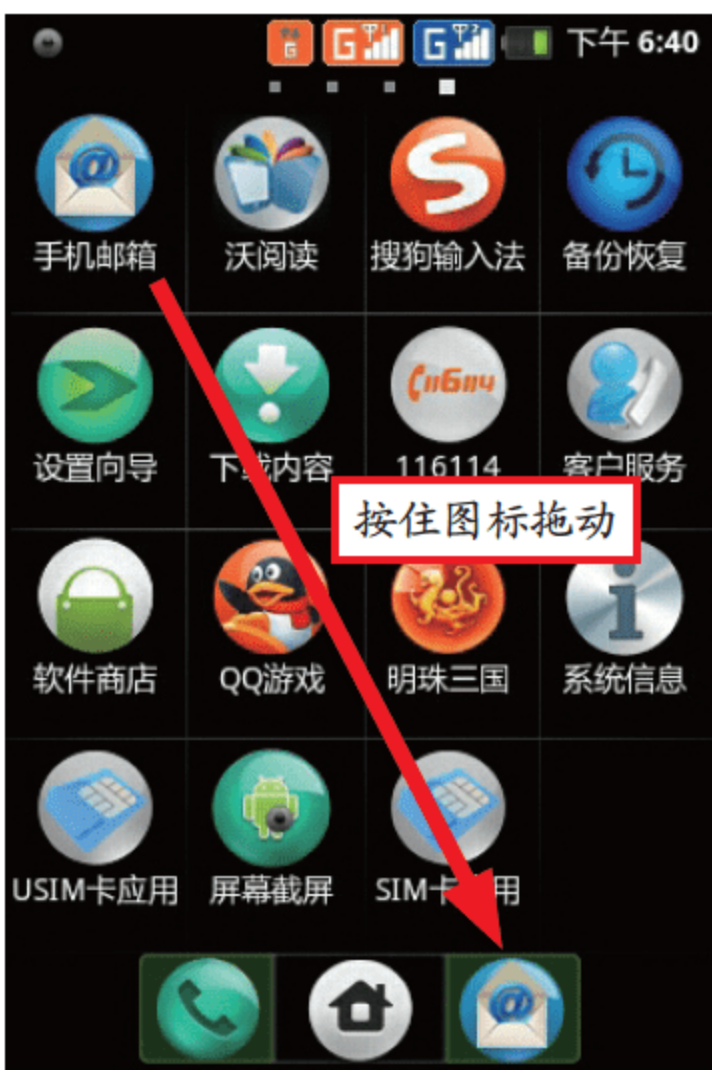 下午 6:40
手机邮箱
沃阅读
搜狗输入法
备份恢复
设置向导
下载内容
116114
116114
客户服务
按住图标拖动
软件商店
QQ游戏
明珠三国
系统信息
USIM卡应用
屏幕截屏
SIM卡应用